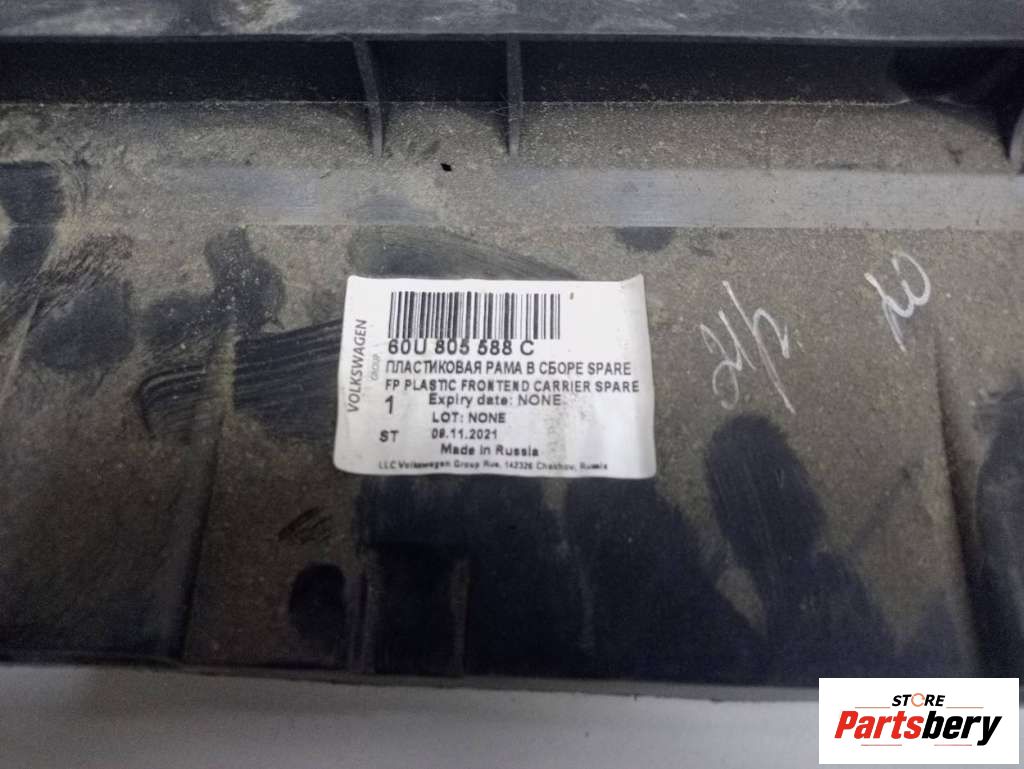 VOLKSWAGEN
GROUP
60U 805 588 C
ПЛАСТИКОВАЯ РАМА В СБОРЕ SPARE
FP PLASTIC FRONTEND CARRIER SPARE
1 Expiry date: NONE
LOT: NONE
ST 09.11.2021
Made in Russia
LLC Volkswagen Group Rus, 142326 Chekhov, Russia
STORE
Partsbery